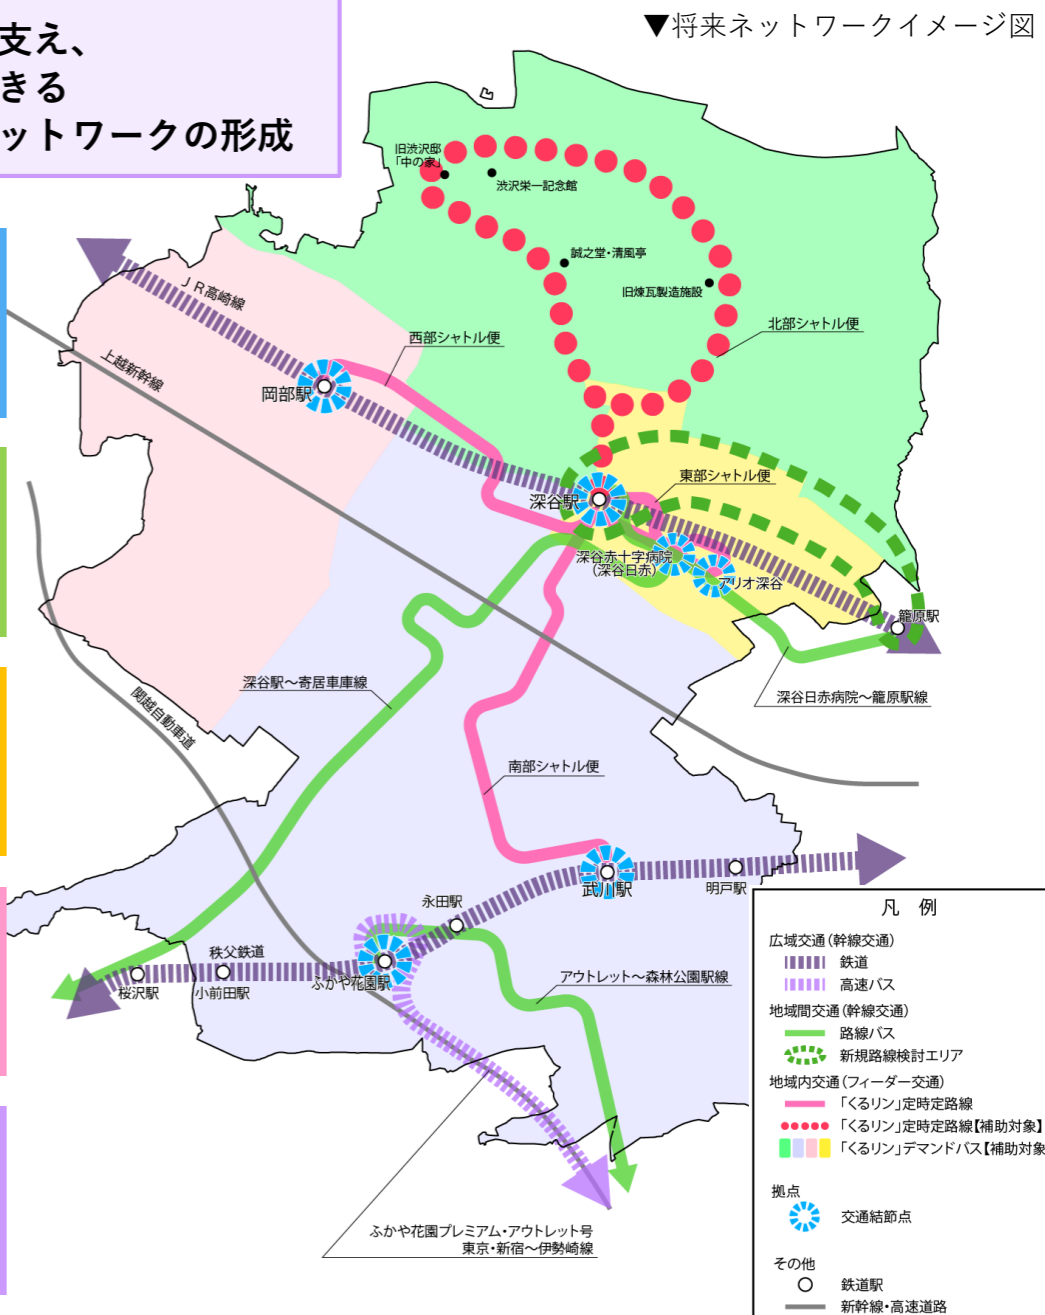 ▼将来ネットワークイメージ図
支え、
きる
ットワークの形成
旧渋沢邸
「中の家」
渋沢栄一記念館
誠之堂・清風亭
旧煉瓦製造施設
JR高崎線
北部シャトル便
西部シャトル便
上越新幹線
岡部駅
東部シャトル便
深谷駅
深谷赤十字病院
(深谷日赤)
アリオ深谷
籠原駅
深谷駅～寄居車庫線
深谷日赤病院～籠原駅線
関越自動車道
南部シャトル便
武川駅
明戸駅
永田駅
秩父鉄道
桜沢駅
小前田駅
ふかや花園駅
アウトレット～森林公園駅線
ふかや花園プレミアム・アウトレット号
東京・新宿～伊勢崎線
凡 例
広域交通(幹線交通)
鉄道
高速バス
地域間交通(幹線交通)
路線バス
新規路線検討エリア
地域内交通(フィーダー交通)
「くるリン」定時定路線
「くるリン」定時定路線【補助対象】
「くるリン」デマンドバス【補助対象
拠点
交通結節点
その他
鉄道駅
新幹線・高速道路